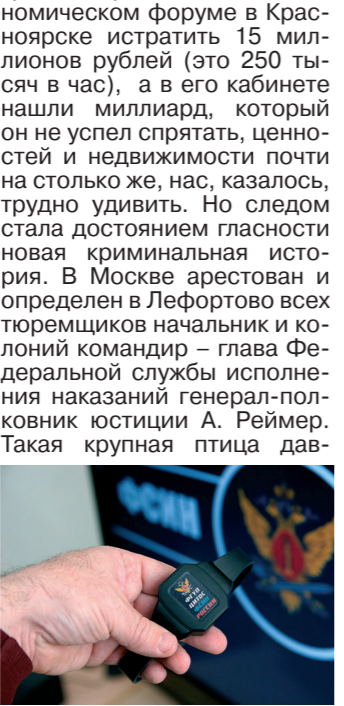 номическом форуме в Крас-
ноярске истратить 15 мил-
лионов рублей (это 250 ты-
сяч в час),  а в его кабинете
нашли миллиард, который
он не успел спрятать, ценно-
стей и недвижимости почти
на столько же, нас, казалось,
трудно удивить. Но следом
стала достоянием гласности
новая криминальная исто-
рия. В Москве арестован и
определен в Лефортово всех
тюремщиков начальник и ко-
лоний командир – глава Фе-
деральной службы исполне-
ния наказаний генерал-пол-
ковник юстиции А. Реймер.
Такая крупная птица дав-
ФСИН
ФГУП
ЦИТОС
ФСИН
РОССИИ